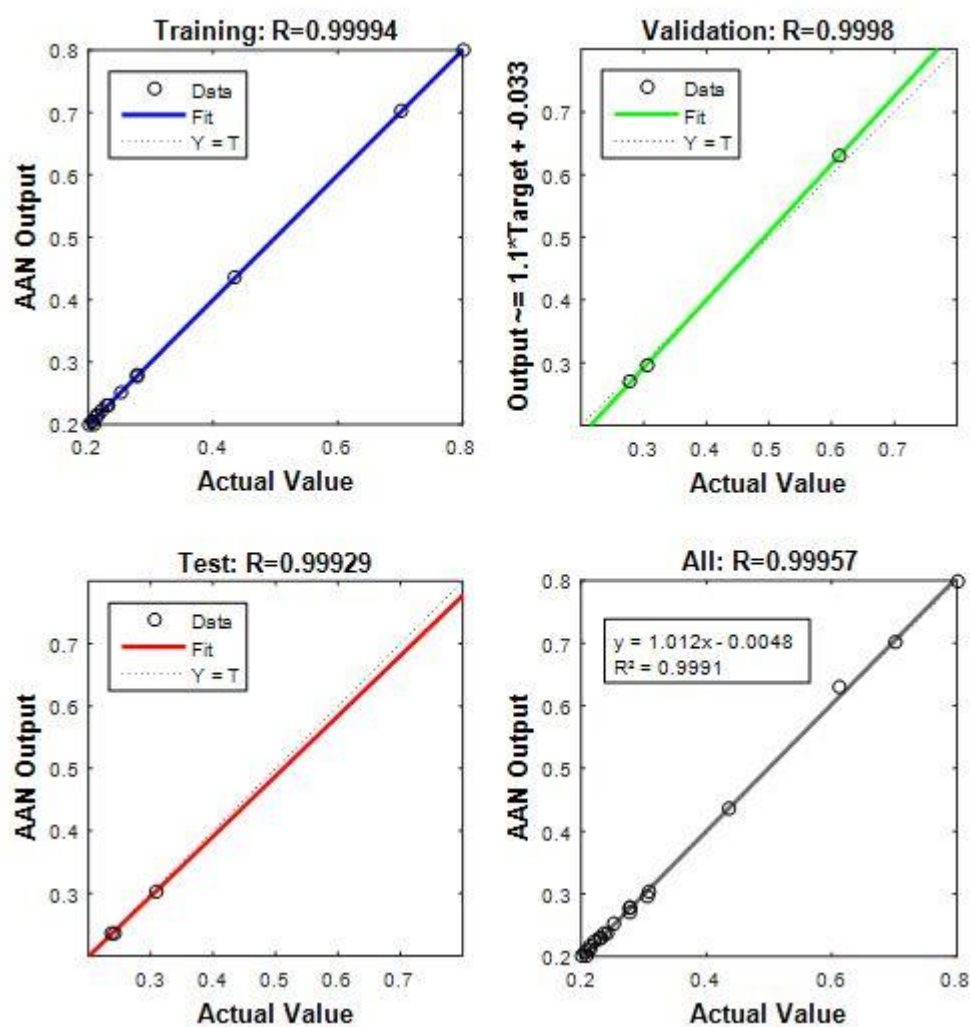 Training: R=0.99994
AAN Output
0.8
0.7
0.6
0.5
0.4
0.3
0.2
Data
Fit
Y = T
0.2
0.4
0.6
0.8
Actual Value
Validation: R=0.9998
Output ~= 1.1*Target + -0.033
0.7
0.6
0.5
0.4
0.3
Data
Fit
Y = T
0.3
0.4
0.5
0.6
0.7
Actual Value
Test: R=0.99929
AAN Output
0.7
0.6
0.5
0.4
0.3
Data
Fit
Y = T
0.3
0.4
0.5
0.6
0.7
Actual Value
All: R=0.99957
AAN Output
0.8
0.7
0.6
0.5
0.4
0.3
0.2
y = 1.012x - 0.0048
R² = 0.9991
0.2
0.4
0.6
0.8
Actual Value